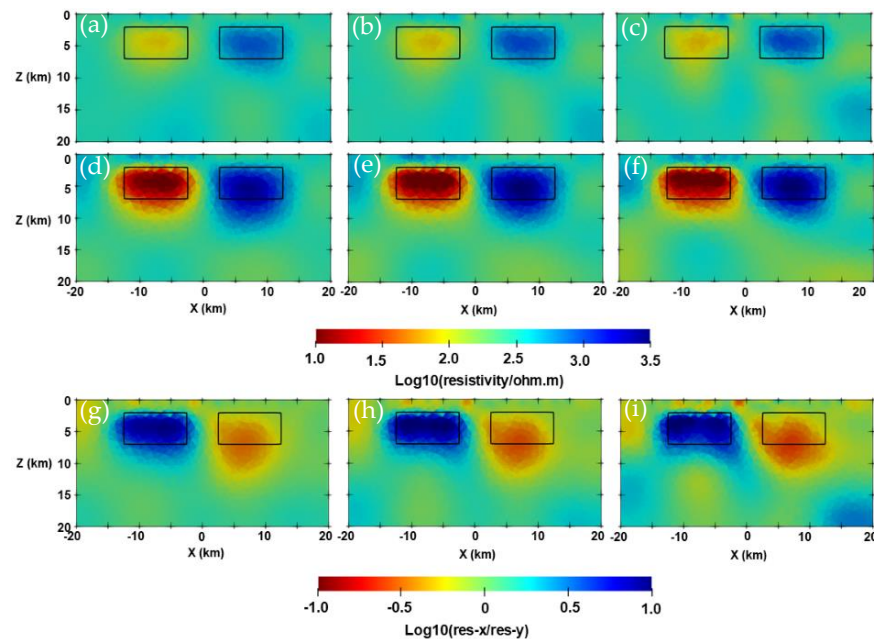 (a) (b) (c)
0
5
Z (km) 10
15
20
(d) (e) (f)
0
5
Z (km)
10
15
20
-20 -10 0 10 20 -20 -10 0 10 20 -20 -10 0 10 20
X (km) X (km) X (km)
1.0 1.5 2.0 2.5 3.0 3.5
Log10(resistivity/ohm.m)
(g) (h) (i)
0
5
Z (km)
10
15
20
-20 -10 0 10 20 -20 -10 0 10 20 -20 -10 0 10 20
X (km) X (km) X (km)
-1.0 -0.5 0 0.5 1.0
Log10(res-x/res-y)